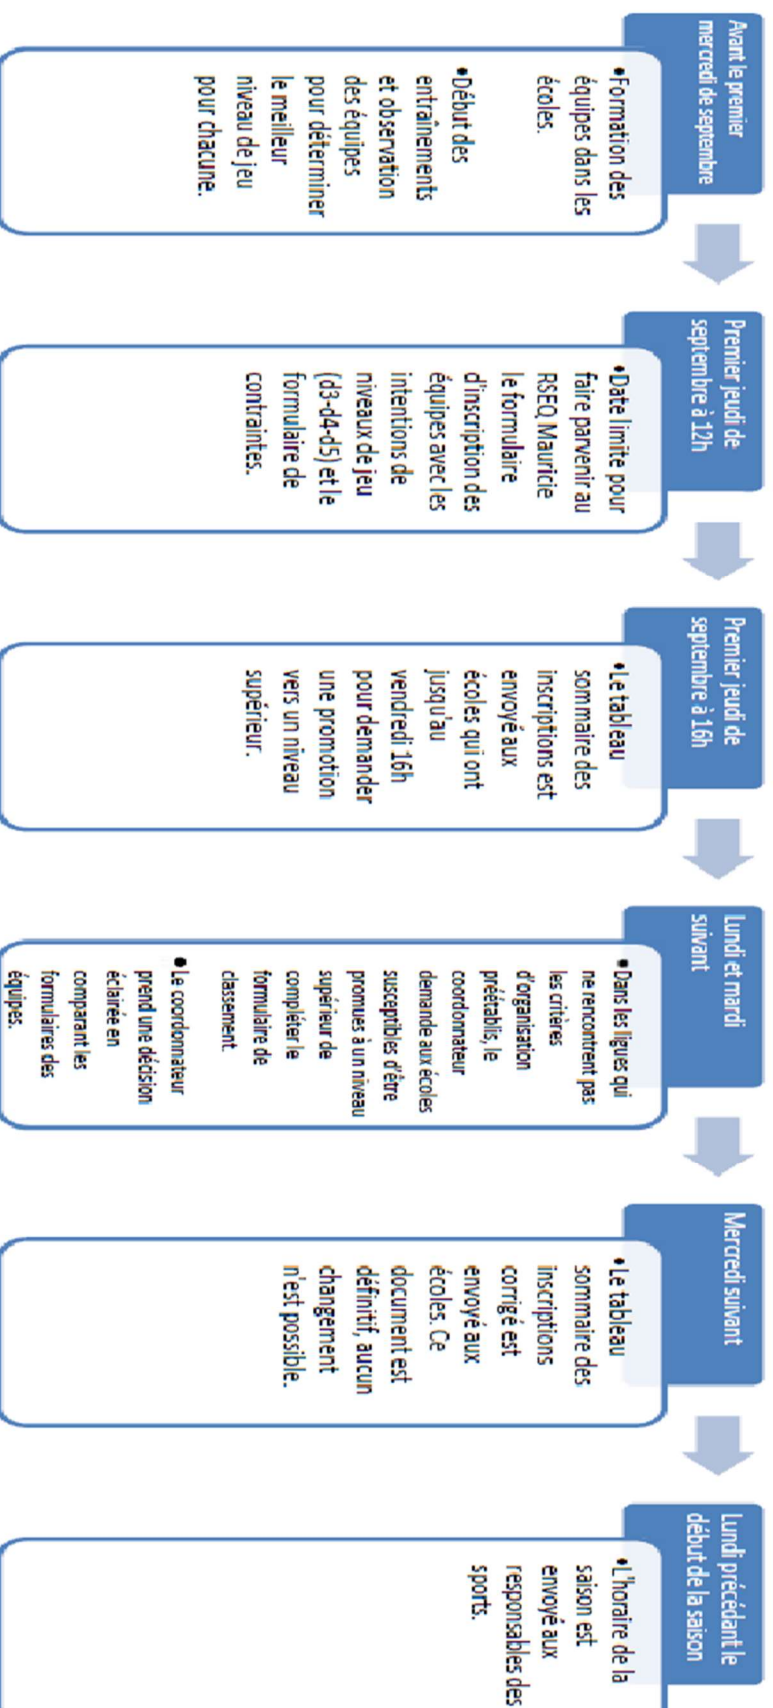 Avant le premier
mercredi de septembre
•Formation des
équipes dans les
écoles.
•Début des
entraînements
et observation
des équipes
pour déterminer
le meilleur
niveau de jeu
pour chacune.
Premier jeudi de
septembre à 12h
•Date limite pour
faire parvenir au
RSEQ Mauricie
le formulaire
d'inscription des
équipes avec les
intentions de
niveaux de jeu
(d3-d4-d5) et le
formulaire de
contraintes.
Premier jeudi de
septembre à 16h
•Le tableau
sommaire des
inscriptions est
envoyé aux
écoles qui ont
jusqu'au
vendredi 16h
pour demander
une promotion
vers un niveau
supérieur.
Lundi et mardi
suivant
•Dans les ligues qui
ne rencontrent pas
les critères
d'organisation
préétablis, le
coordonnateur
demande aux écoles
susceptibles d'être
promues à un niveau
supérieur de
compléter le
formulaire de
classement.
•Le coordonnateur
prend une décision
éclairée en
comparant les
formulaires des
équipes.
Mercredi suivant
•Le tableau
sommaire des
inscriptions
corrigé est
envoyé aux
écoles. Ce
document est
définitif, aucun
changement
n'est possible.
Lundi précédant le
début de la saison
•L'horaire de la
saison est
envoyé aux
responsables des
sports.